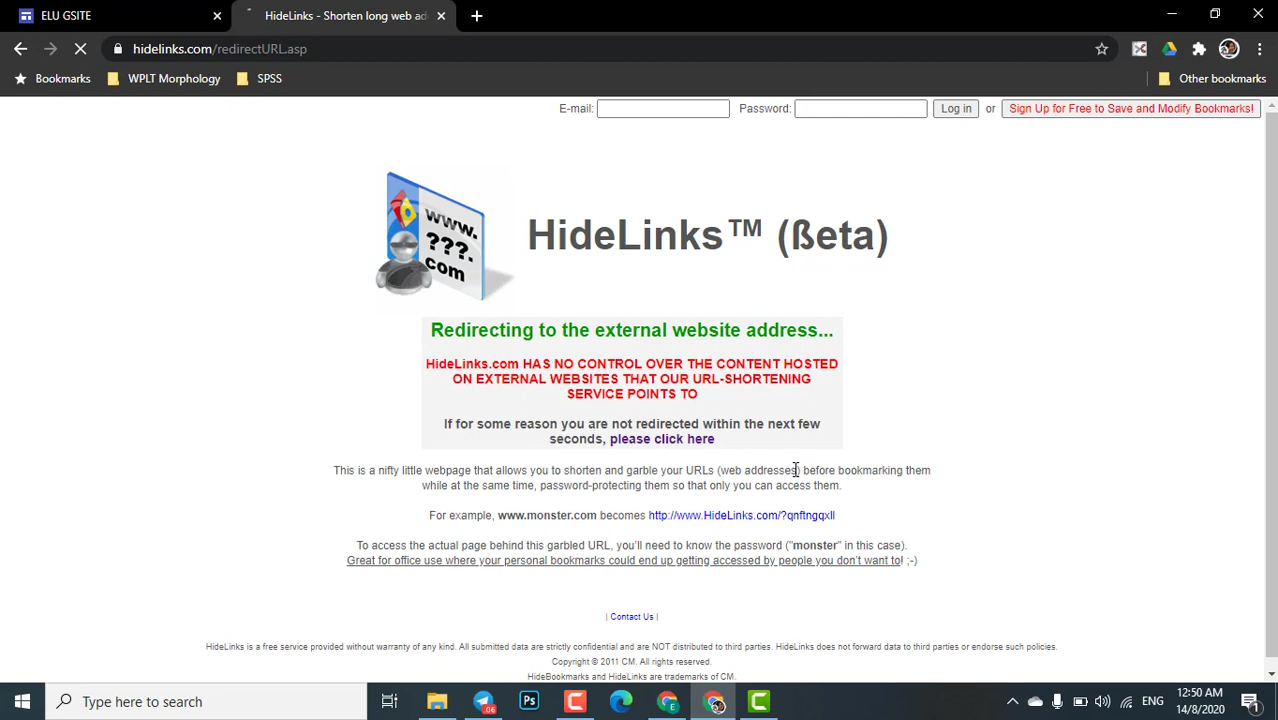 ELU GSITE
HideLinks - Shorten long web ad
hidelinks.com/redirectURL.asp
Bookmarks
WPLT Morphology
SPSS
Other bookmarks
E-mail:
Password:
Log in
or
Sign Up for Free to Save and Modify Bookmarks!
www.
???.
com
HideLinks™ (ßeta)
Redirecting to the external website address...
HideLinks.com HAS NO CONTROL OVER THE CONTENT HOSTED
ON EXTERNAL WEBSITES THAT OUR URL-SHORTENING
SERVICE POINTS TO
If for some reason you are not redirected within the next few
seconds, please click here
This is a nifty little webpage that allows you to shorten and garble your URLs (web addresses) before bookmarking them
while at the same time, password-protecting them so that only you can access them.
For example, www.monster.com becomes http://www.HideLinks.com/?qnftngqxll
To access the actual page behind this garbled URL, you'll need to know the password ("monster" in this case).
Great for office use where your personal bookmarks could end up getting accessed by people you don't want to! ;-)
| Contact Us |
HideLinks is a free service provided without warranty of any kind. All submitted data are strictly confidential and are NOT distributed to third parties. HideLinks does not forward data to third parties or endorse such policies.
Copyright © 2011 CM. All rights reserved.
HideBookmarks and HideLinks are trademarks of CM.
Type here to search
Ps
06
E
ENG
12:50 AM
14/8/2020
1